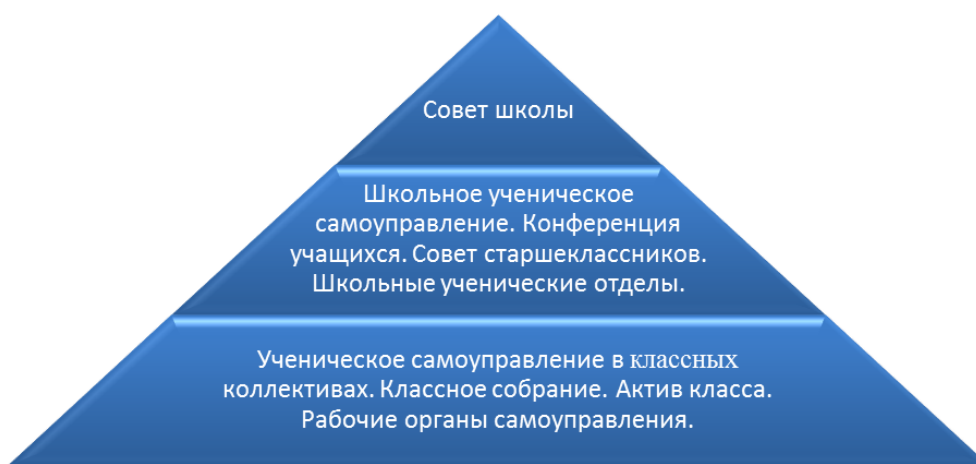 Совет школы
Школьное ученическое
самоуправление. Конференция
учащихся. Совет старшеклассников.
Школьные ученические отделы.
Ученическое самоуправление в классных
коллективах. Классное собрание. Актив класса.
Рабочие органы самоуправления.